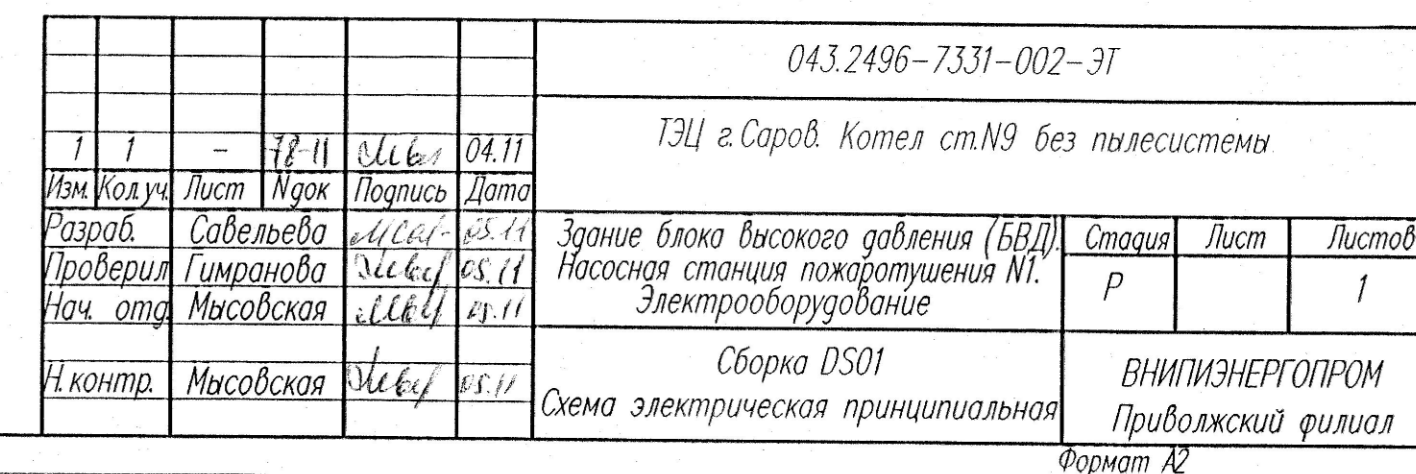 043.2496-7331-002-ЭТ
ТЭЦ г.Саров. Котел ст.N9 без пылесистемы
1 1 - 78-11 04.11
Изм. Кол.уч. Лист Nдок Подпись Дата
Разраб. Савельева 05.11
Проверил Гимранова 05.11
Нач. отд. Мысовская 05.11
Н.контр. Мысовская 05.11
Здание блока высокого давления (БВД).
Насосная станция пожаротушения N1.
Электрооборудование
Стадия Лист Листов
Р 1
Сборка DS01
Схема электрическая принципиальная
ВНИПИЭНЕРГОПРОМ
Приволжский филиал
Формат А2